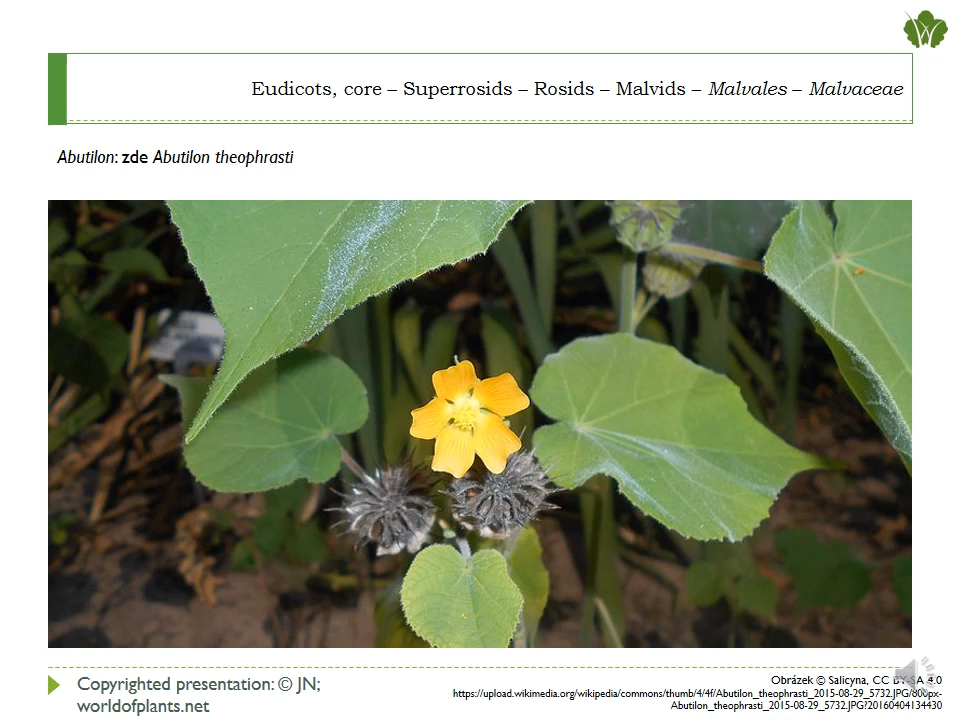 Eudicots, core – Superrosids – Rosids – Malvids – Malvales – Malvaceae
Abutilon: zde Abutilon theophrasti
Copyrighted presentation: © JN;
worldofplants.net
Obrázek © Salicyna, CC BY-SA 4.0
https://upload.wikimedia.org/wikipedia/commons/thumb/4/4f/Abutilon_theophrasti_2015-08-29_5732.JPG/800px-
Abutilon_theophrasti_2015-08-29_5732.JPG?20160404134430